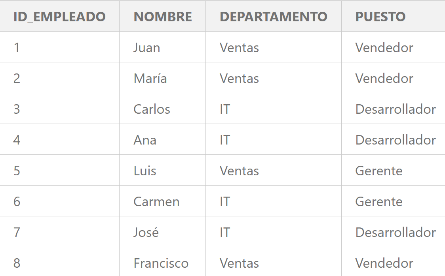 ID_EMPLEADO NOMBRE DEPARTAMENTO PUESTO
1 Juan Ventas Vendedor
2 María Ventas Vendedor
3 Carlos IT Desarrollador
4 Ana IT Desarrollador
5 Luis Ventas Gerente
6 Carmen IT Gerente
7 José IT Desarrollador
8 Francisco Ventas Vendedor